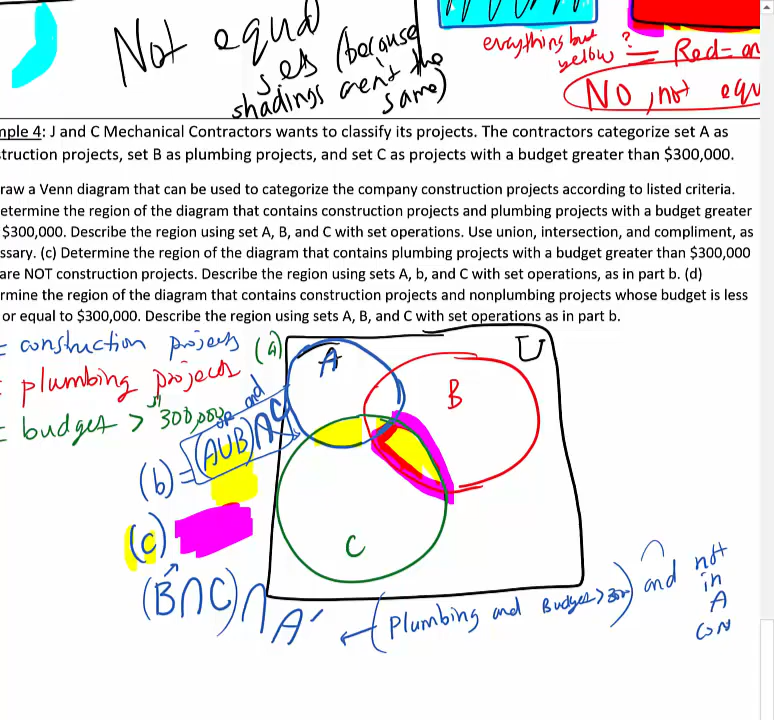 Not equal
sets (because
shadings aren't the
same)
everything but
yellow ? = Red-
No, not
mple 4: J and C Mechanical Contractors wants to classify its projects. The contractors categorize set A as
truction projects, set B as plumbing projects, and set C as projects with a budget greater than $300,000.
raw a Venn diagram that can be used to categorize the company construction projects according to listed criteria.
etermine the region of the diagram that contains construction projects and plumbing projects with a budget greater
$300,000. Describe the region using set A, B, and C with set operations. Use union, intersection, and compliment, as
ssary. (c) Determine the region of the diagram that contains plumbing projects with a budget greater than $300,000
are NOT construction projects. Describe the region using sets A, b, and C with set operations, as in part b. (d)
rmine the region of the diagram that contains construction projects and nonplumbing projects whose budget is less
or equal to $300,000. Describe the region using sets A, B, and C with set operations as in part b.
= construction projects (a)
= plumbing projects
= budgets > 300,000
A
B
C
U
or and
(b) = (A∪B)∩C
(c)
(B∩C)∩A′ ← (Plumbing and Budgets > 300) and not
in
A
CON